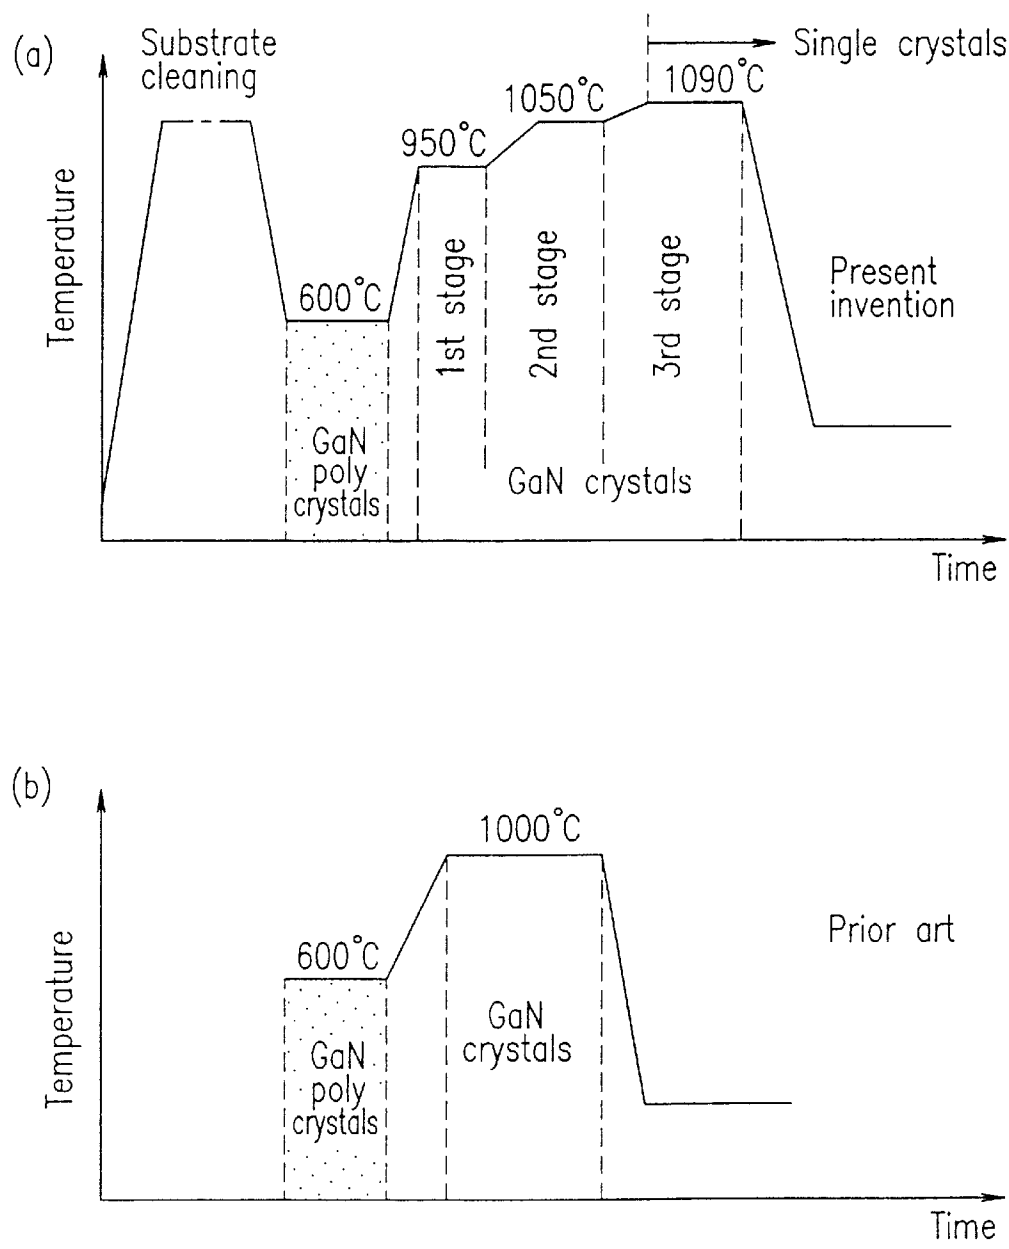 (a)
Substrate
cleaning
Single crystals
1090°C
1050°C
950°C
600°C
Temperature
1st stage
2nd stage
3rd stage
Present
invention
GaN
poly
crystals
GaN crystals
Time
(b)
1000°C
600°C
Prior art
Temperature
GaN
crystals
GaN
poly
crystals
Time